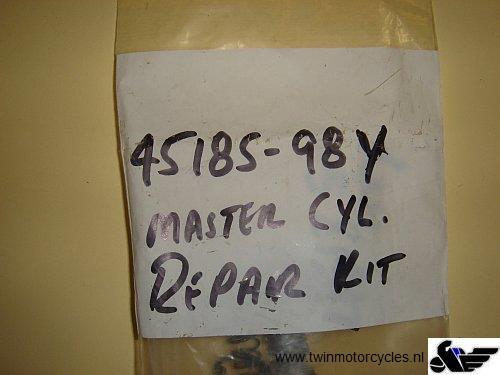 45185-98Y
MASTER CYL.
REPAIR KIT
www.twinmotorcycles.nl